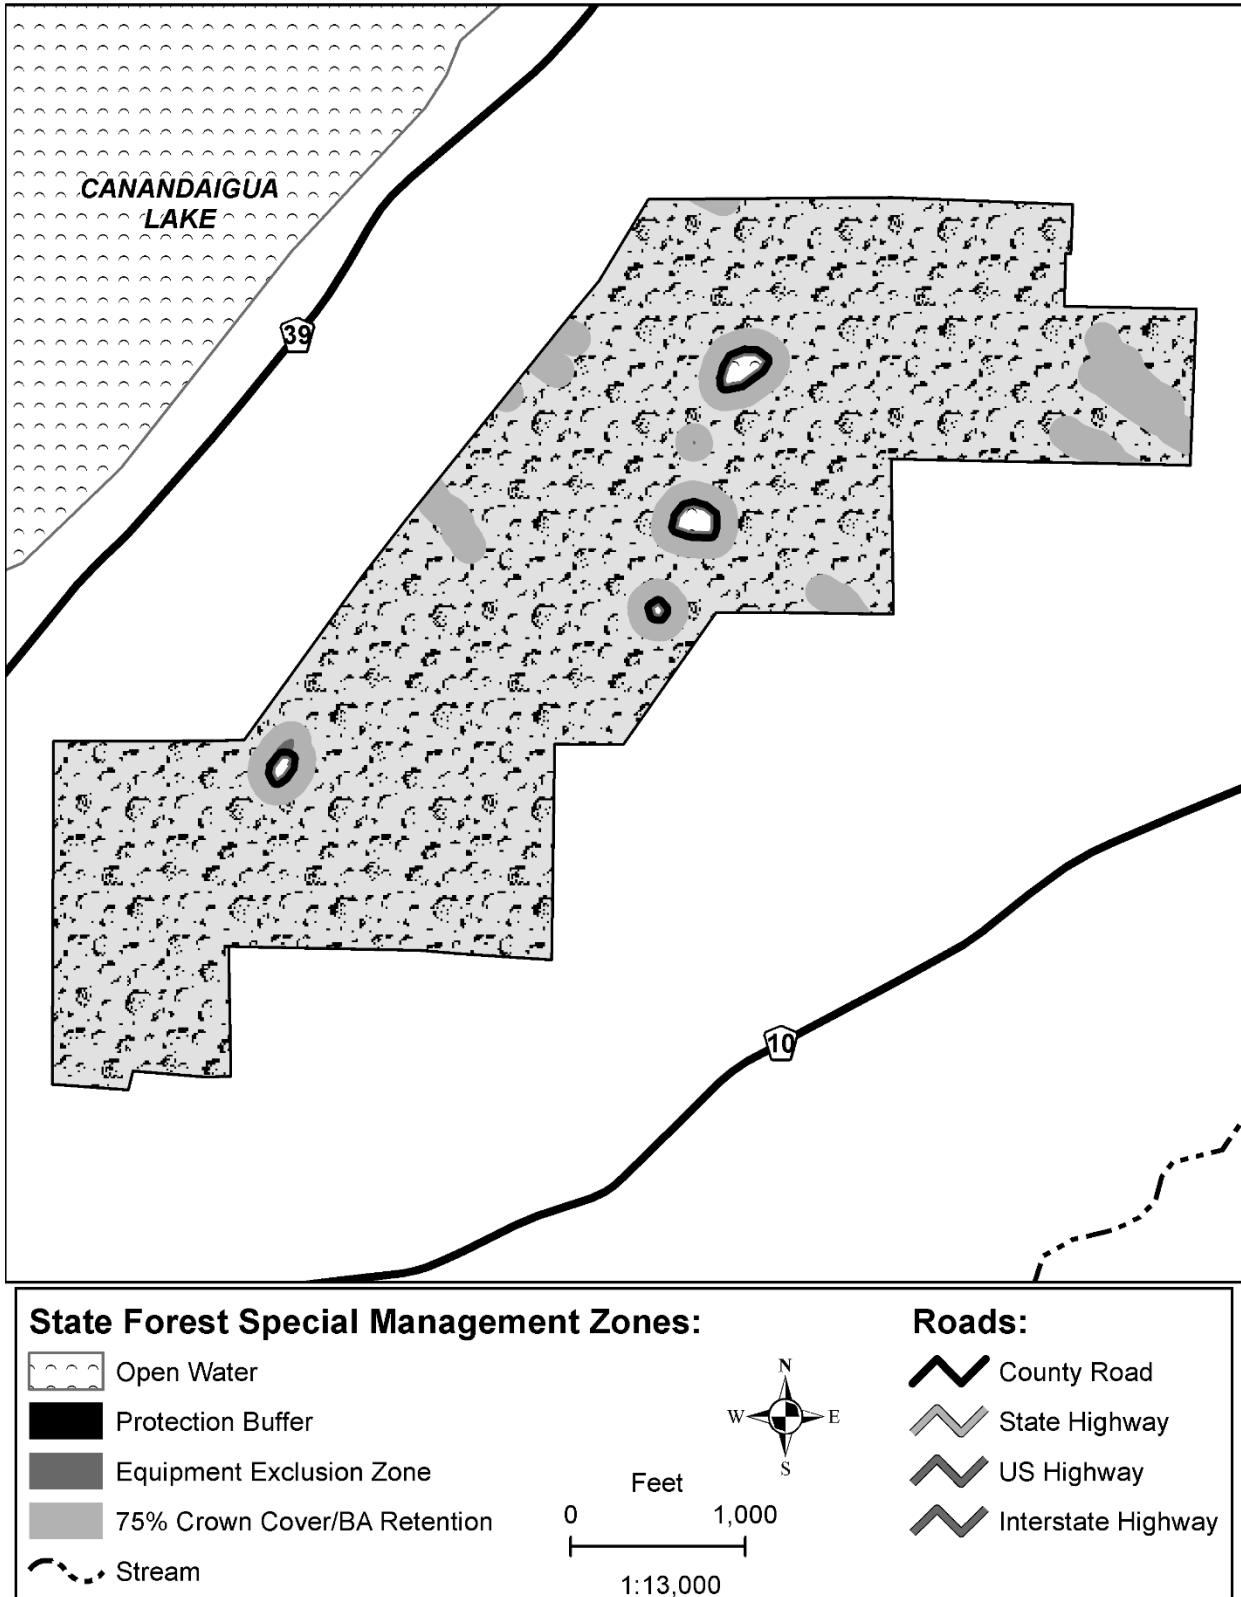 CANANDAIGUA
LAKE
39
10
State Forest Special Management Zones:
Open Water
Protection Buffer
Equipment Exclusion Zone
75% Crown Cover/BA Retention
Stream
N
W
E
S
Feet
0 1,000
1:13,000
Roads:
County Road
State Highway
US Highway
Interstate Highway